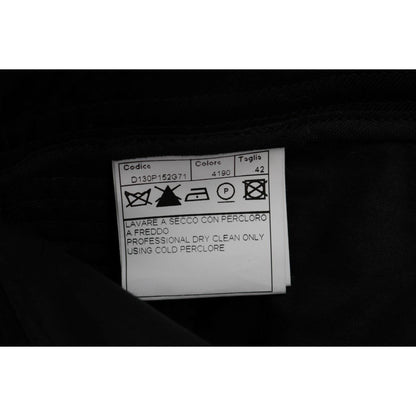 Codice Colore Taglia
D130P152G71 4190 42
P
LAVARE A SECCO CON PERCLORO
A FREDDO
PROFESSIONAL DRY CLEAN ONLY
USING COLD PERCLORE